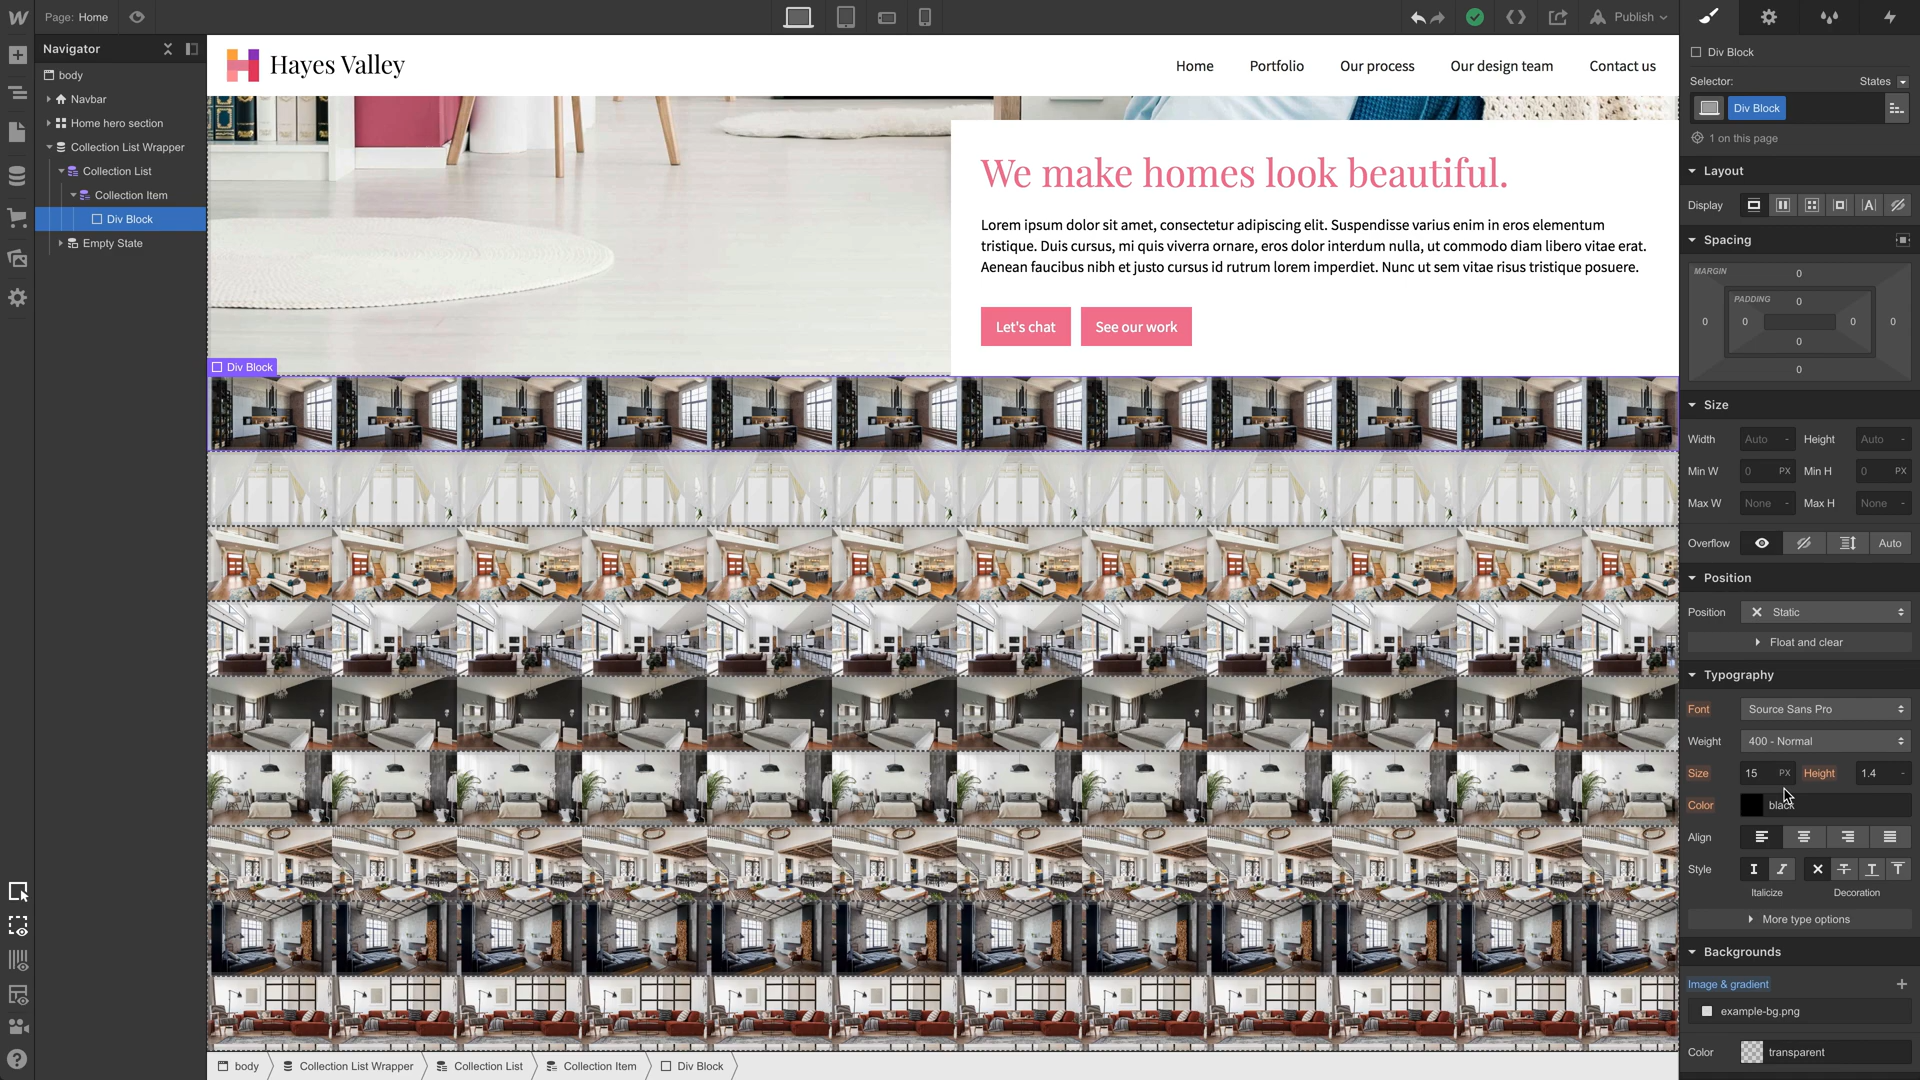 Page: Home
Publish
Navigator
body
Navbar
Home hero section
Collection List Wrapper
Collection List
Collection Item
Div Block
Empty State
Hayes Valley
Home
Portfolio
Our process
Our design team
Contact us
We make homes look beautiful.
Lorem ipsum dolor sit amet, consectetur adipiscing elit. Suspendisse varius enim in eros elementum
tristique. Duis cursus, mi quis viverra ornare, eros dolor interdum nulla, ut commodo diam libero vitae erat.
Aenean faucibus nibh et justo cursus id rutrum lorem imperdiet. Nunc ut sem vitae risus tristique posuere.
Let's chat
See our work
Div Block
body
Collection List Wrapper
Collection List
Collection Item
Div Block
Div Block
Selector:
States
Div Block
1 on this page
Layout
Display
Spacing
MARGIN
0
PADDING
0
0
0
0
0
0
0
Size
Width Auto - Height Auto -
Min W 0 PX Min H 0 PX
Max W None - Max H None -
Overflow Auto
Position
Position Static
Float and clear
Typography
Font Source Sans Pro
Weight 400 - Normal
Size 15 PX Height 1.4 -
Color black
Align
Style
Italicize Decoration
More type options
Backgrounds
Image & gradient
example-bg.png
Color transparent